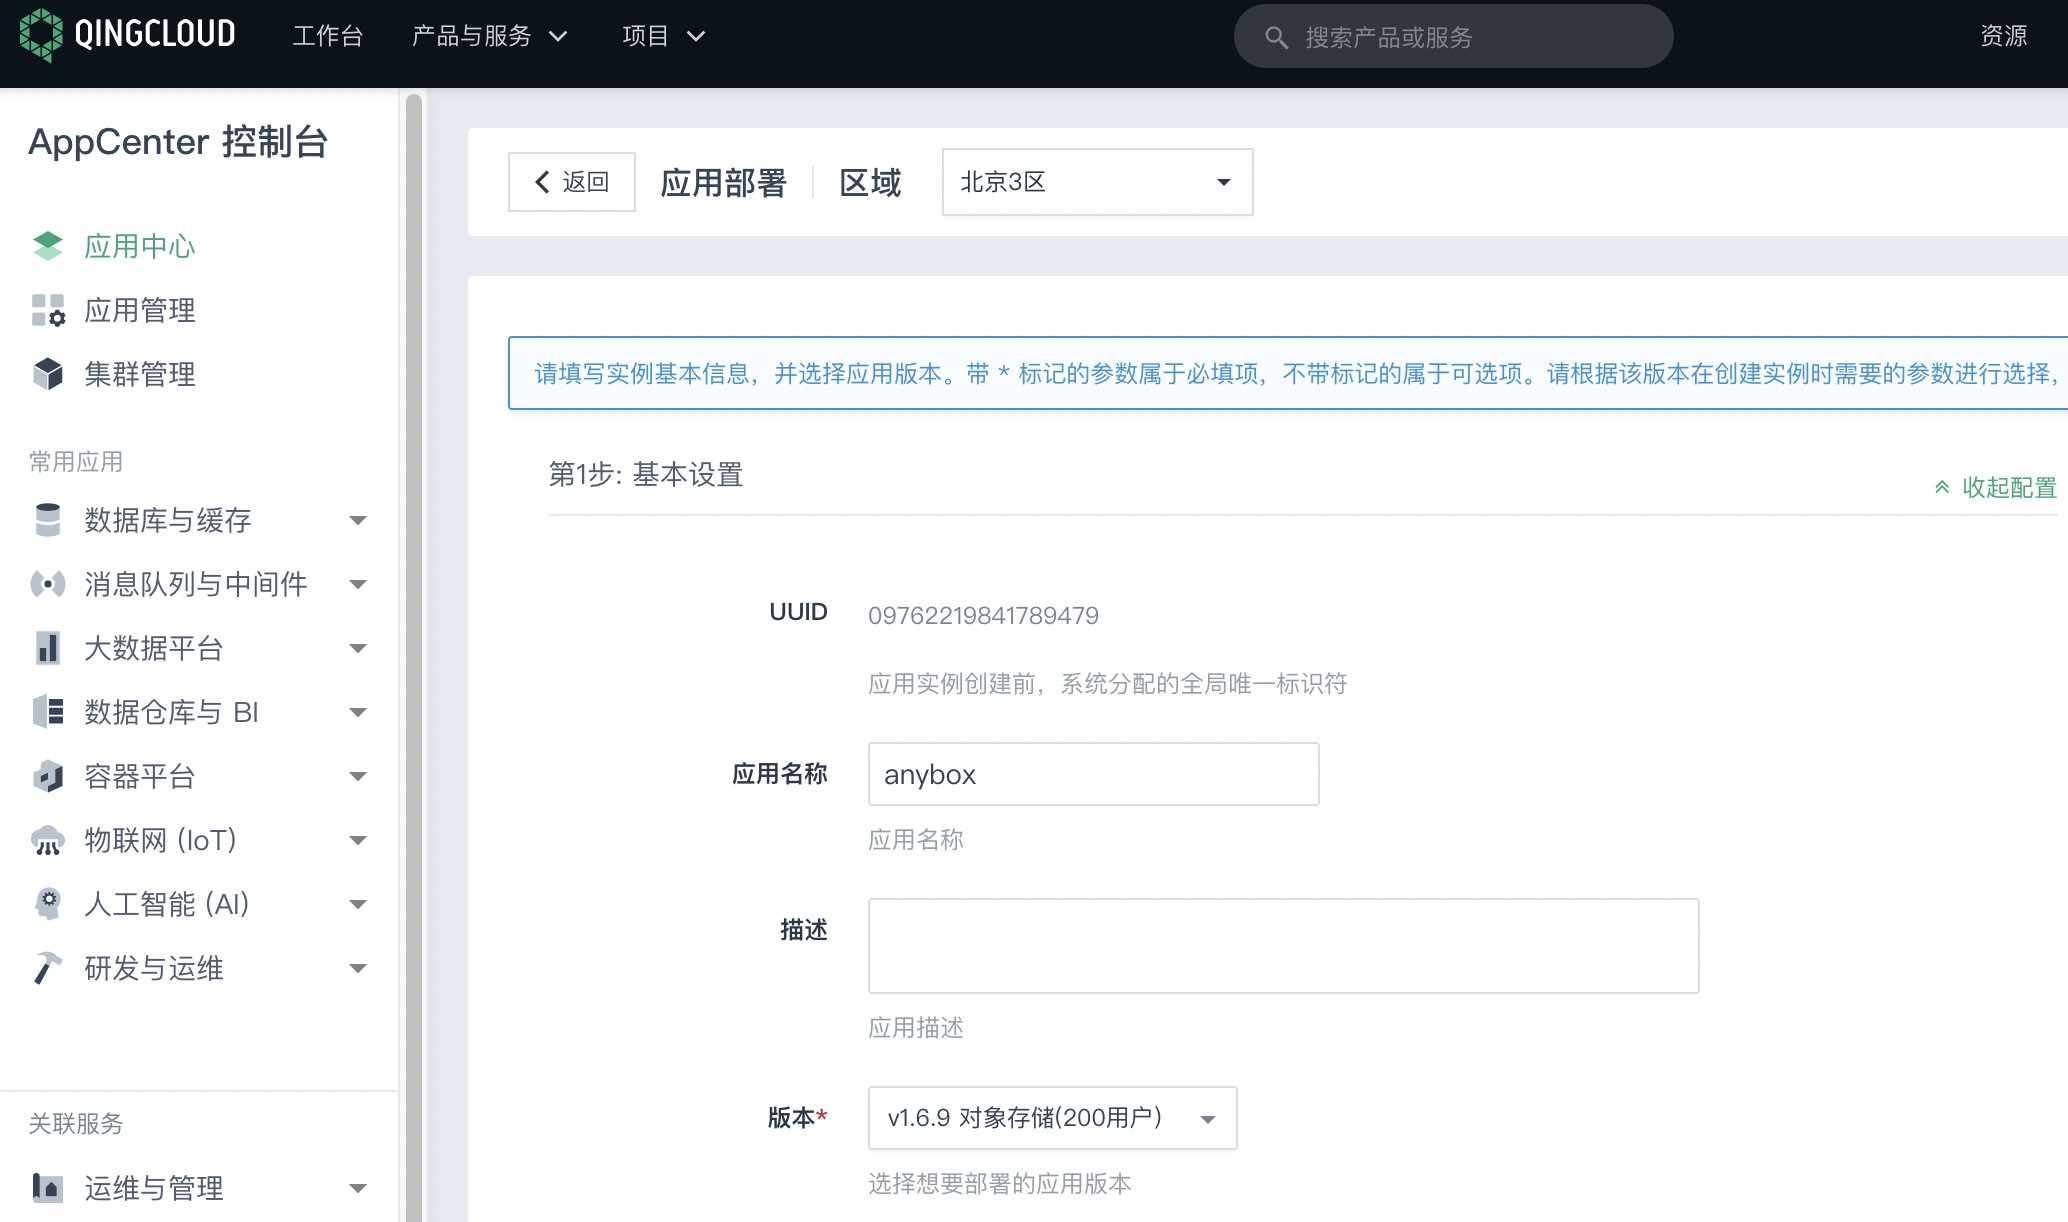 QINGCLOUD 工作台 产品与服务 项目 搜索产品或服务 资源
AppCenter 控制台
应用中心
应用管理
集群管理
常用应用
数据库与缓存
消息队列与中间件
大数据平台
数据仓库与 BI
容器平台
物联网 (IoT)
人工智能 (AI)
研发与运维
关联服务
运维与管理
返回 应用部署 区域 北京3区
请填写实例基本信息，并选择应用版本。带 * 标记的参数属于必填项，不带标记的属于可选项。请根据该版本在创建实例时需要的参数进行选择，
第1步: 基本设置
收起配置
UUID 09762219841789479
应用实例创建前，系统分配的全局唯一标识符
应用名称 anybox
应用名称
描述
应用描述
版本* v1.6.9 对象存储(200用户)
选择想要部署的应用版本